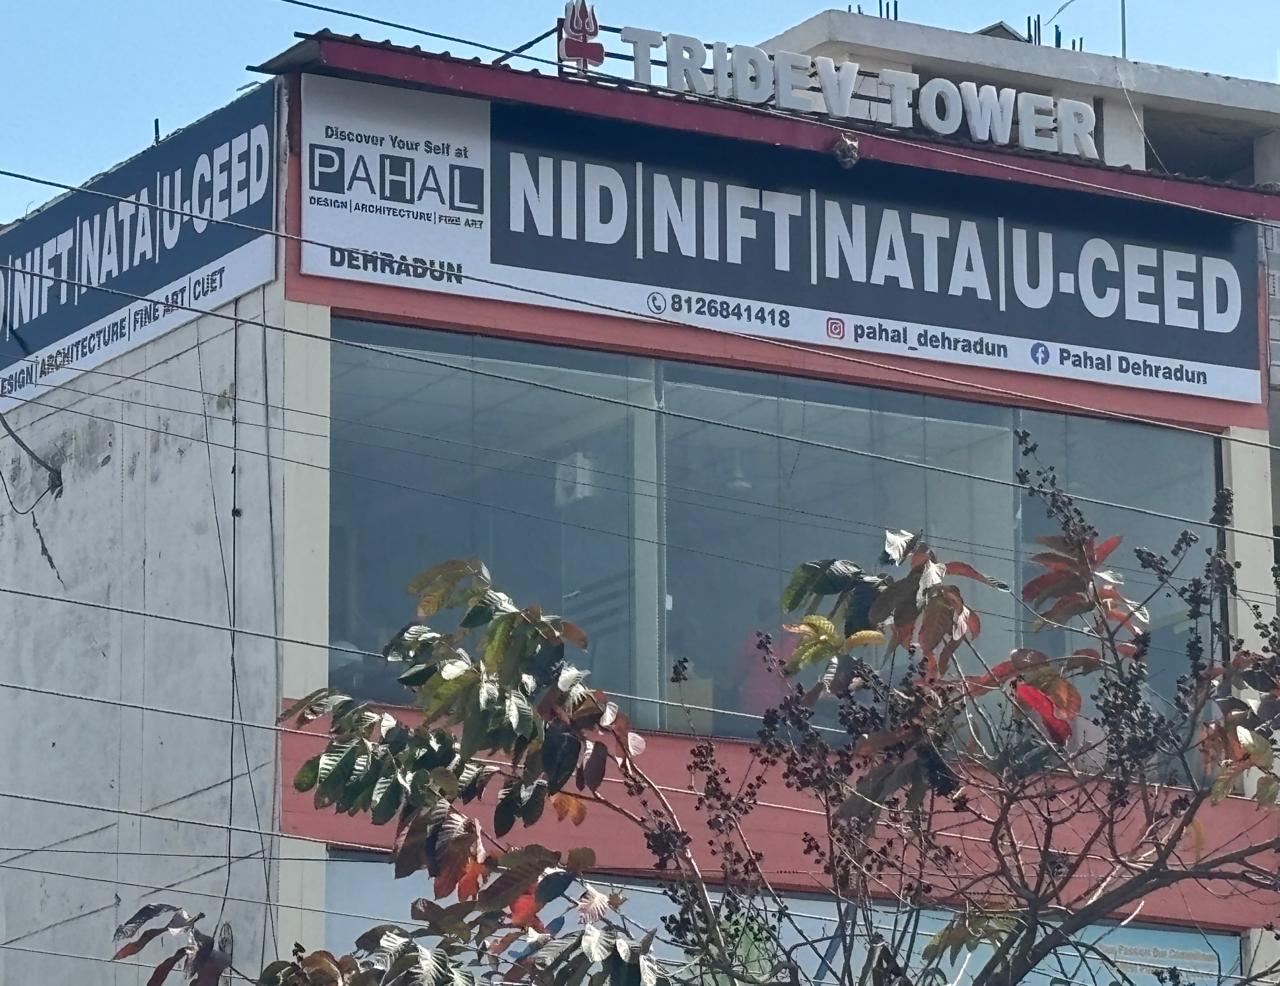 TRIDEV TOWER
Discover Your Self at
PAHAL
DESIGN|ARCHITECTURE|FINE ART
DEHRADUN
NID|NIFT|NATA|U-CEED
8126841418 pahal_dehradun Pahal Dehradun
|NIFT|NATA|U-CEED
ESIGN|ARCHITECTURE|FINE ART|CUET